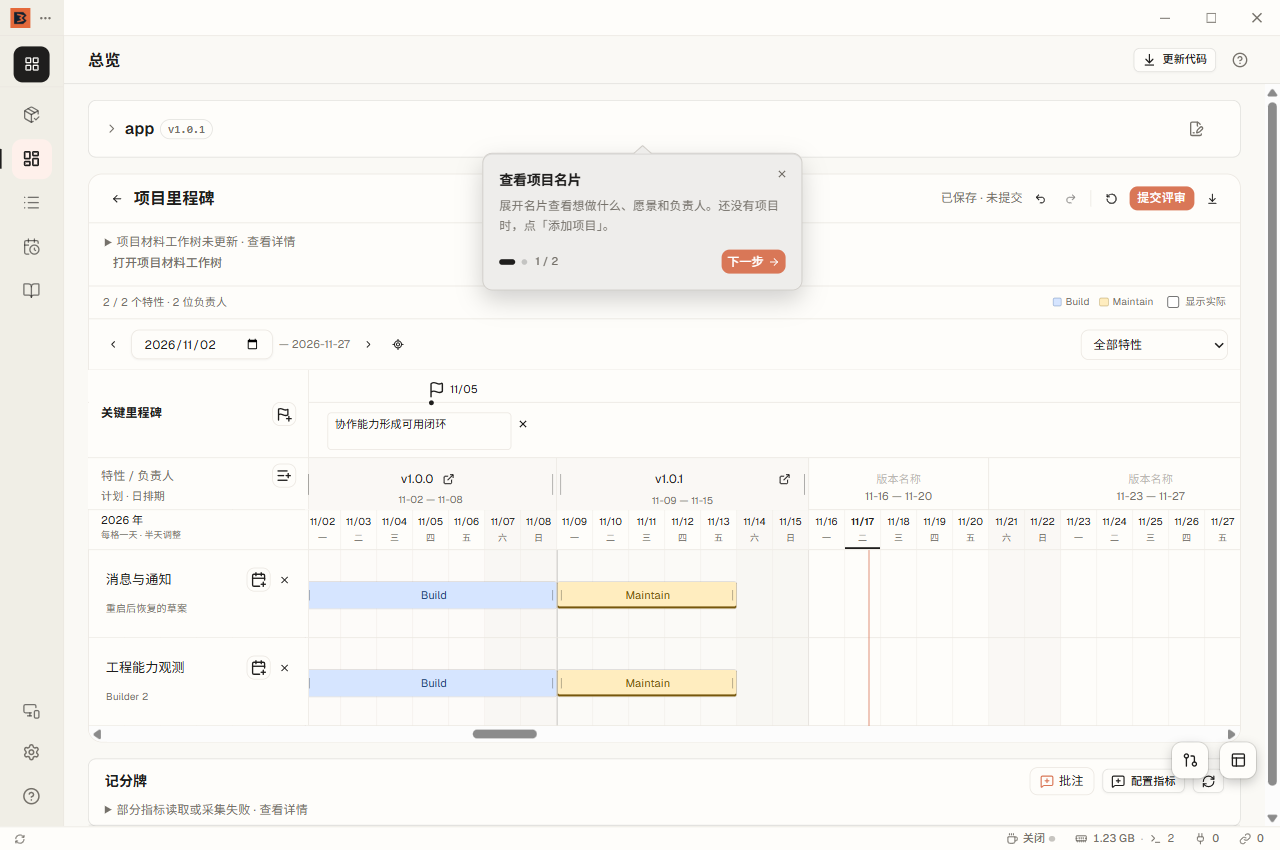 总览
更新代码
app
v1.0.1
查看项目名片
展开名片查看想做什么、愿景和负责人。还没有项目
时，点「添加项目」。
1 / 2
下一步
项目里程碑
已保存 · 未提交
提交评审
项目材料工作树未更新 · 查看详情
打开项目材料工作树
2 / 2 个特性 · 2 位负责人
Build
Maintain
显示实际
2026/11/02
— 2026-11-27
全部特性
关键里程碑
11/05
协作能力形成可用闭环
特性 / 负责人
计划 · 日排期
v1.0.0
11-02 — 11-08
v1.0.1
11-09 — 11-15
版本名称
11-16 — 11-20
版本名称
11-23 — 11-27
2026 年
每格一天 · 半天调整
11/02 11/03 11/04 11/05 11/06 11/07 11/08 11/09 11/10 11/11 11/12 11/13 11/14 11/15 11/16 11/17 11/18 11/19 11/20 11/21 11/22 11/23 11/24 11/25 11/26 11/27
一 二 三 四 五 六 日 一 二 三 四 五 六 日 一 二 三 四 五 六 日 一 二 三 四 五
消息与通知
重启后恢复的草案
Build
Maintain
工程能力观测
Builder 2
Build
Maintain
记分牌
批注
配置指标
部分指标读取或采集失败 · 查看详情
关闭
1.23 GB · 2
0
0